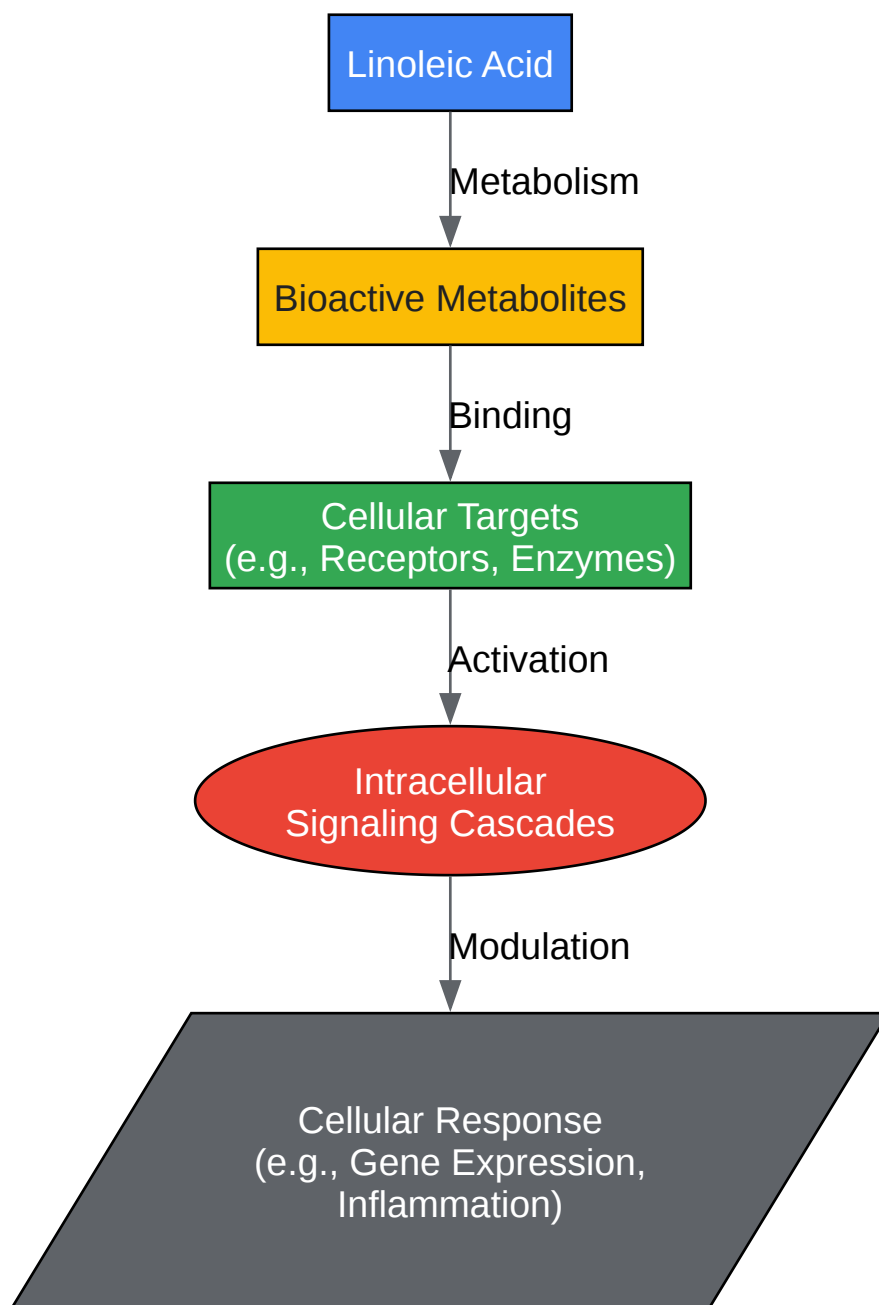 Linoleic Acid
Metabolism
Bioactive Metabolites
Binding
Cellular Targets
(e.g., Receptors, Enzymes)
Activation
Intracellular
Signaling Cascades
Modulation
Cellular Response
(e.g., Gene Expression,
Inflammation)